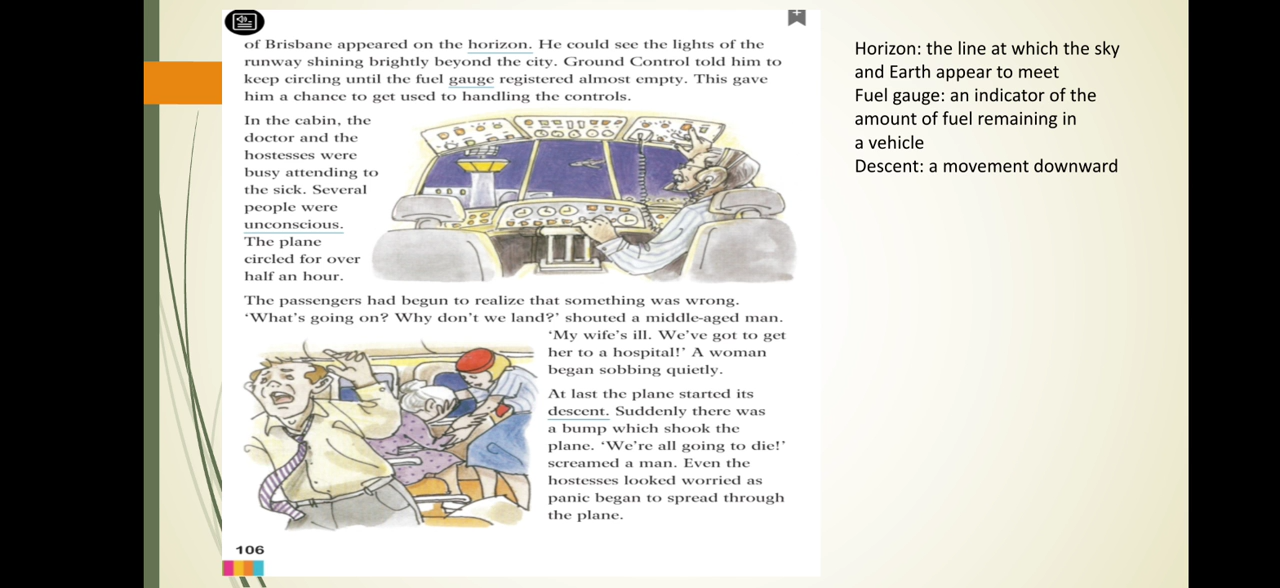 of Brisbane appeared on the horizon. He could see the lights of the
runway shining brightly beyond the city. Ground Control told him to
keep circling until the fuel gauge registered almost empty. This gave
him a chance to get used to handling the controls.
In the cabin, the
doctor and the
hostesses were
busy attending to
the sick. Several
people were
unconscious.
The plane
circled for over
half an hour.
The passengers had begun to realize that something was wrong.
‘What’s going on? Why don’t we land?’ shouted a middle-aged man.
‘My wife’s ill. We’ve got to get
her to a hospital!’ A woman
began sobbing quietly.
At last the plane started its
descent. Suddenly there was
a bump which shook the
plane. ‘We’re all going to die!’
screamed a man. Even the
hostesses looked worried as
panic began to spread through
the plane.
106
Horizon: the line at which the sky
and Earth appear to meet
Fuel gauge: an indicator of the
amount of fuel remaining in
a vehicle
Descent: a movement downward